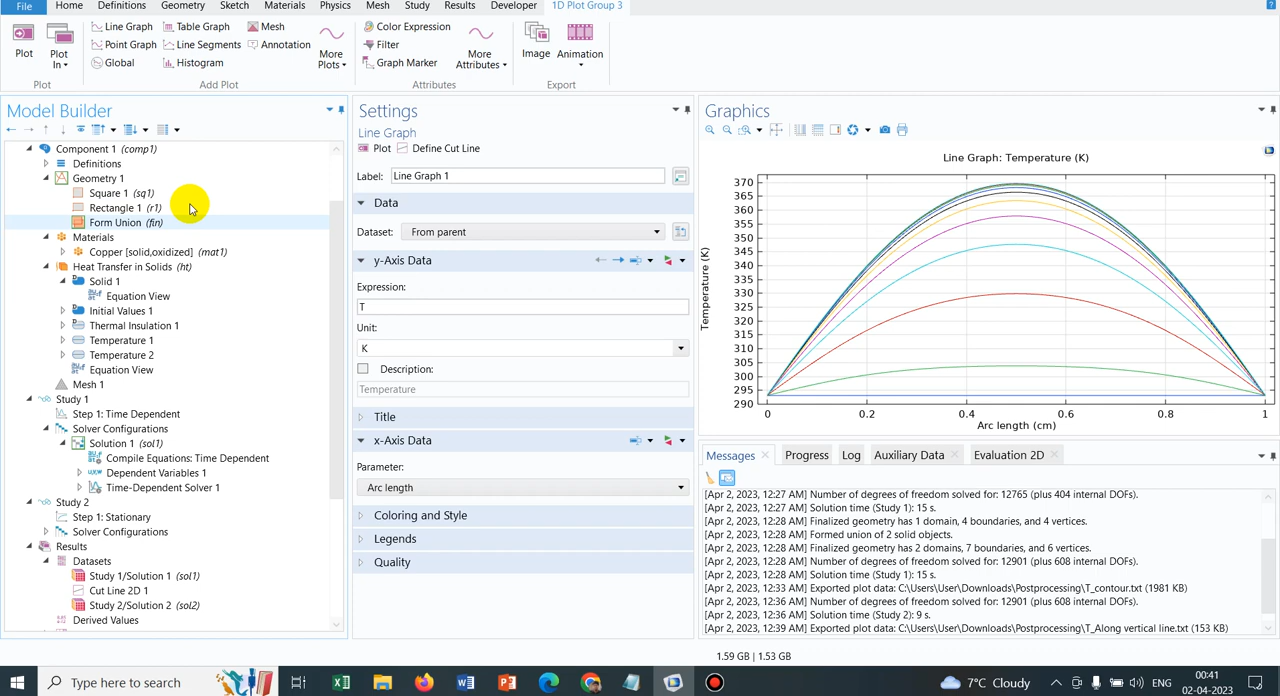 File Home Definitions Geometry Sketch Materials Physics Mesh Study Results Developer 1D Plot Group 3
Plot
Plot In
Line Graph Table Graph Mesh
Point Graph Line Segments Annotation
Global Histogram
More Plots
Color Expression
Filter
Graph Marker
More Attributes
Image Animation
Plot Add Plot Attributes Export
Model Builder
Component 1 (comp1)
Definitions
Geometry 1
Square 1 (sq1)
Rectangle 1 (r1)
Form Union (fin)
Materials
Copper [solid,oxidized] (mat1)
Heat Transfer in Solids (ht)
Solid 1
Equation View
Initial Values 1
Thermal Insulation 1
Temperature 1
Temperature 2
Equation View
Mesh 1
Study 1
Step 1: Time Dependent
Solver Configurations
Solution 1 (sol1)
Compile Equations: Time Dependent
Dependent Variables 1
Time-Dependent Solver 1
Study 2
Step 1: Stationary
Solver Configurations
Results
Datasets
Study 1/Solution 1 (sol1)
Cut Line 2D 1
Study 2/Solution 2 (sol2)
Derived Values
Settings
Line Graph
Plot Define Cut Line
Label: Line Graph 1
Data
Dataset: From parent
y-Axis Data
Expression:
T
Unit:
K
Description:
Temperature
Title
x-Axis Data
Parameter:
Arc length
Coloring and Style
Legends
Quality
Graphics
Line Graph: Temperature (K)
370
365
360
355
350
345
340
335
330
325
320
315
310
305
300
295
290
Temperature (K)
0 0.2 0.4 0.6 0.8 1
Arc length (cm)
Messages Progress Log Auxiliary Data Evaluation 2D
[Apr 2, 2023, 12:27 AM] Number of degrees of freedom solved for: 12765 (plus 404 internal DOFs).
[Apr 2, 2023, 12:27 AM] Solution time (Study 1): 15 s.
[Apr 2, 2023, 12:28 AM] Finalized geometry has 1 domain, 4 boundaries, and 4 vertices.
[Apr 2, 2023, 12:28 AM] Formed union of 2 solid objects.
[Apr 2, 2023, 12:28 AM] Finalized geometry has 2 domains, 7 boundaries, and 6 vertices.
[Apr 2, 2023, 12:28 AM] Number of degrees of freedom solved for: 12901 (plus 608 internal DOFs).
[Apr 2, 2023, 12:28 AM] Solution time (Study 1): 15 s.
[Apr 2, 2023, 12:33 AM] Exported plot data: C:\Users\User\Downloads\Postprocessing\T_contour.txt (1981 KB)
[Apr 2, 2023, 12:36 AM] Number of degrees of freedom solved for: 12901 (plus 608 internal DOFs).
[Apr 2, 2023, 12:36 AM] Solution time (Study 2): 9 s.
[Apr 2, 2023, 12:39 AM] Exported plot data: C:\Users\User\Downloads\Postprocessing\T_Along vertical line.txt (153 KB)
1.59 GB | 1.53 GB
Type here to search
7°C Cloudy
ENG
00:41
02-04-2023